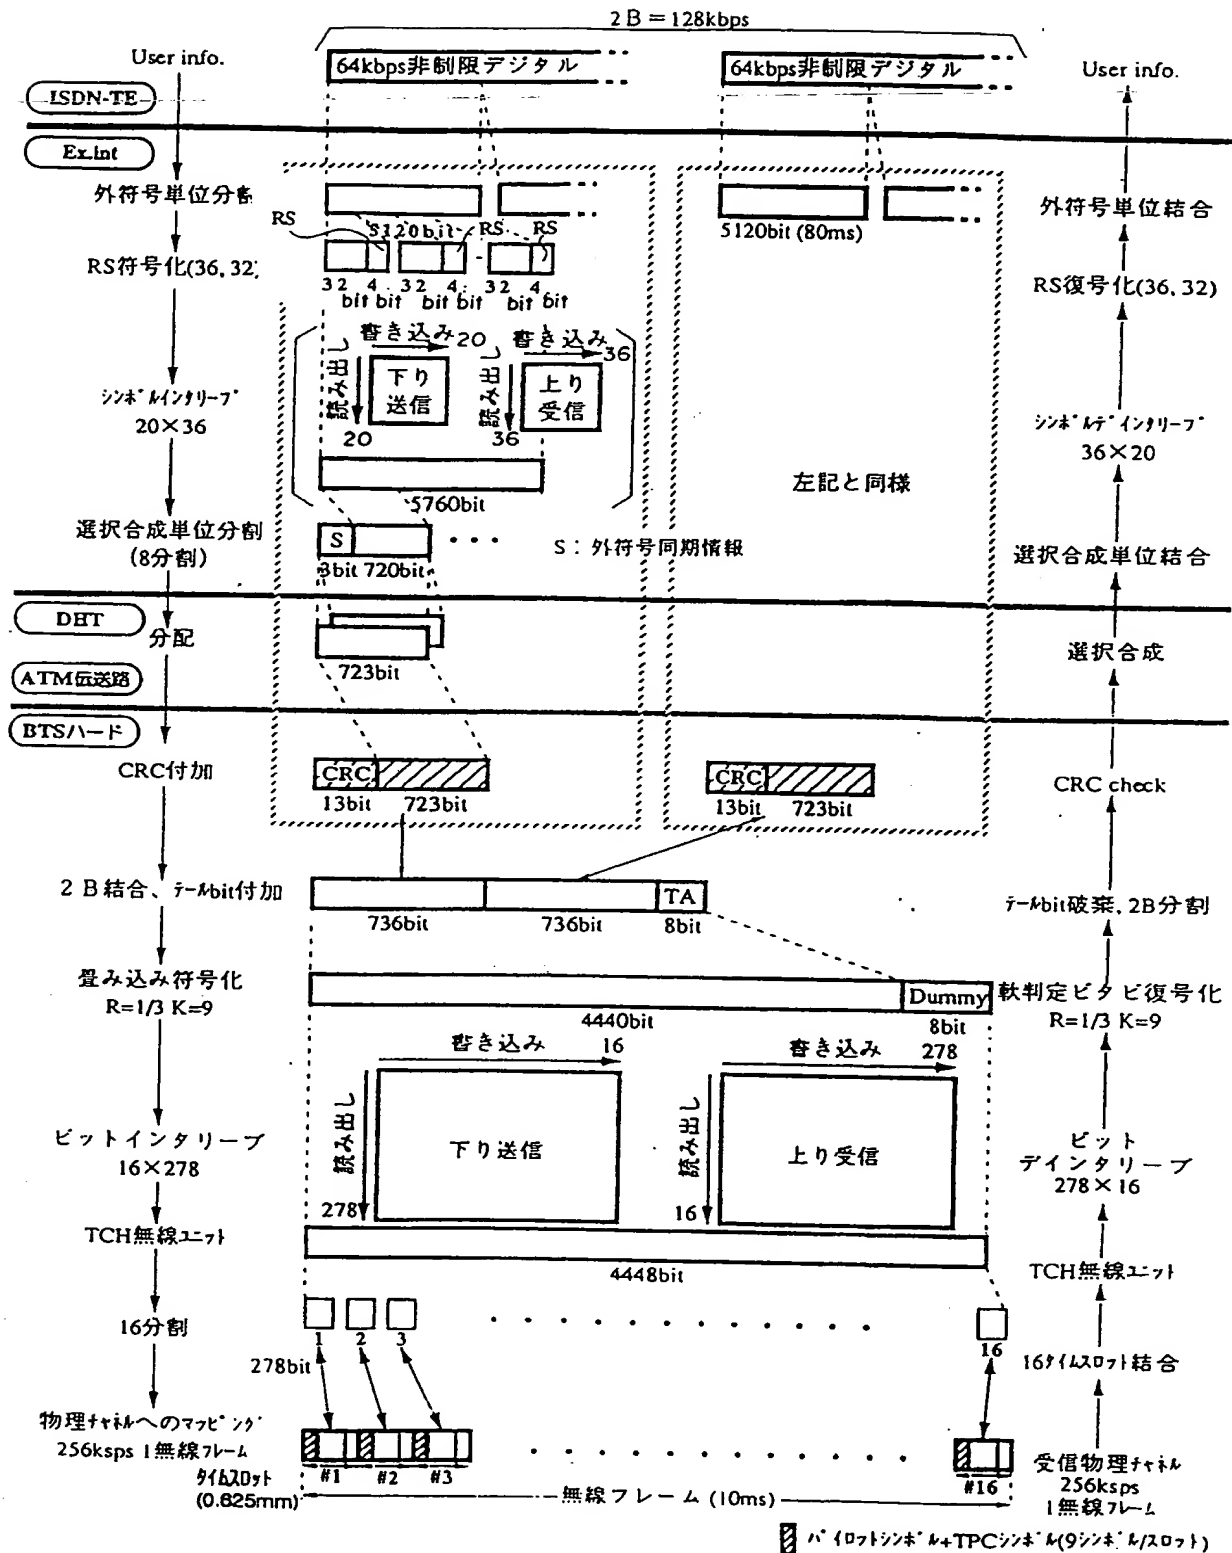 2B＝128kbps
User info.
64kbps非制限デジタル
64kbps非制限デジタル
User info.
ISDN-TE
Ex.int
外符号単位分割
外符号単位結合
RS
5120bit
RS
RS
5120bit (80ms)
RS符号化(36, 32)
RS復号化(36, 32)
32bit 4bit 32bit 4bit 32bit 4bit
書き込み 20
書き込み 36
読み出し
下り送信
20
読み出し
上り受信
36
シンボルインタリーブ
20×36
シンボルデインタリーブ
36×20
左記と同様
5760bit
選択合成単位分割
(8分割)
S
・・・
S：外符号同期情報
3bit 720bit
選択合成単位結合
DHT
分配
723bit
選択合成
ATM伝送路
BTSハード
CRC付加
CRC
13bit
723bit
CRC
13bit
723bit
CRC check
2B結合、テールbit付加
TA
736bit
736bit
8bit
テールbit破棄, 2B分割
畳み込み符号化
R=1/3 K=9
Dummy
4440bit
8bit
軟判定ビタビ復号化
R=1/3 K=9
書き込み 16
書き込み 278
読み出し
下り送信
278
読み出し
上り受信
16
ビットインタリーブ
16×278
ビット
デインタリーブ
278×16
TCH無線ユニット
4448bit
TCH無線ユニット
16分割
1 2 3 16
278bit
16タイムスロット結合
物理チャネルへのマッピング
256ksps 1無線フレーム
#1 #2 #3 #16
タイムスロット
(0.625mm)
無線フレーム (10ms)
受信物理チャネル
256ksps
1無線フレーム
パイロットシンボル+TPCシンボル(9シンボル/スロット)